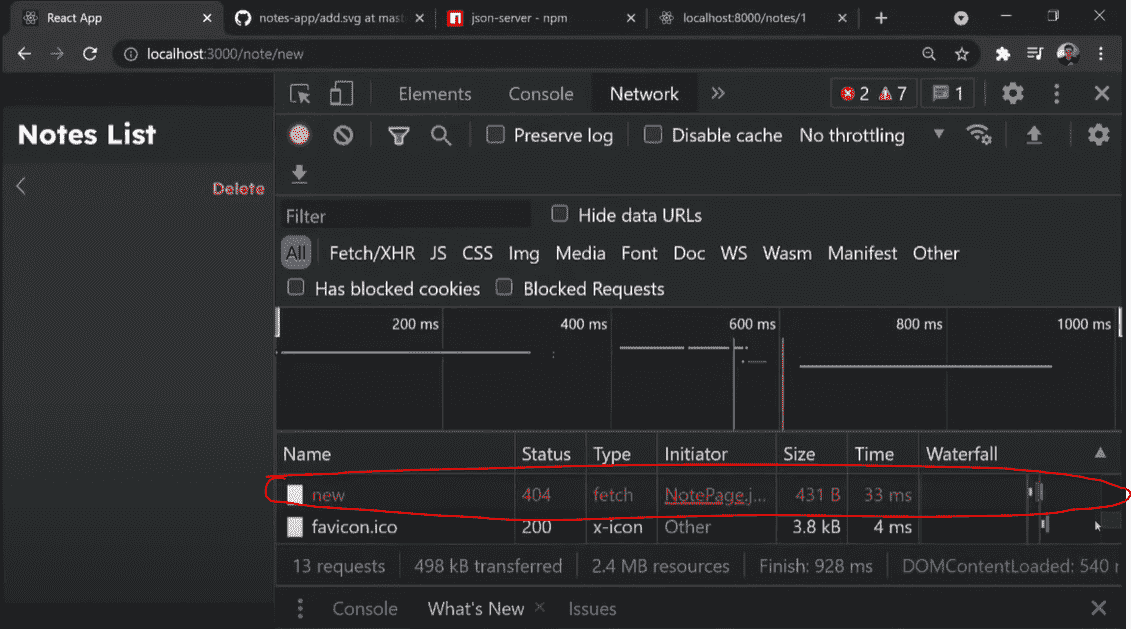 React App
notes-app/add.svg at mast
json-server - npm
localhost:8000/notes/1
localhost:3000/note/new
Notes List
Delete
Elements Console Network 2 7 1
Preserve log Disable cache No throttling
Filter Hide data URLs
All Fetch/XHR JS CSS Img Media Font Doc WS Wasm Manifest Other
Has blocked cookies Blocked Requests
200 ms 400 ms 600 ms 800 ms 1000 ms
Name Status Type Initiator Size Time Waterfall
new 404 fetch NotePage.j... 431 B 33 ms
favicon.ico 200 x-icon Other 3.8 kB 4 ms
13 requests 498 kB transferred 2.4 MB resources Finish: 928 ms DOMContentLoaded: 540
Console What's New Issues